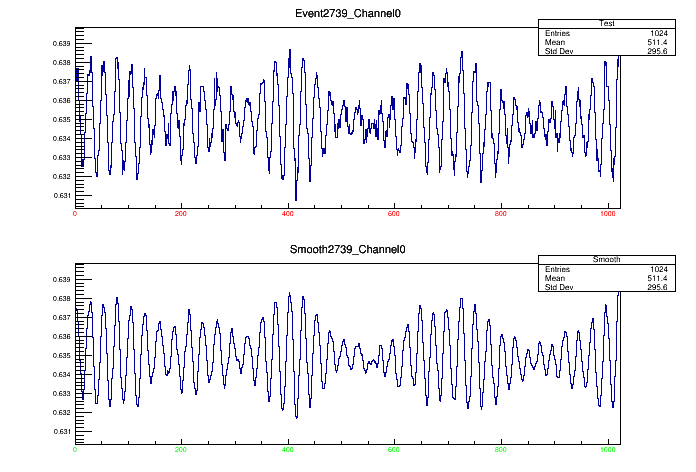 Event2739_Channel0
Test
Entries 1024
Mean 511.4
Std Dev 295.6
0.639
0.638
0.637
0.636
0.635
0.634
0.633
0.632
0.631
0 200 400 600 800 1000
Smooth2739_Channel0
Smooth
Entries 1024
Mean 511.4
Std Dev 295.6
0.639
0.638
0.637
0.636
0.635
0.634
0.633
0.632
0.631
0 200 400 600 800 1000